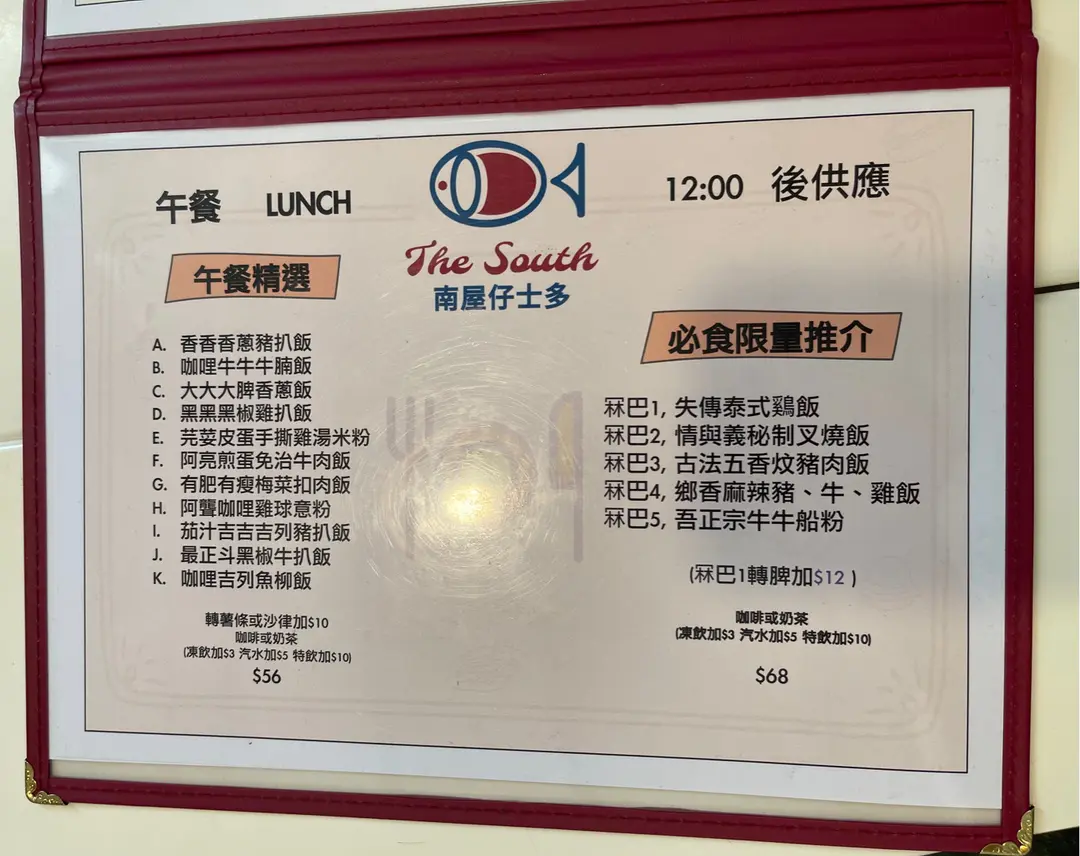 午餐 LUNCH
12:00 後供應
The South
南屋仔士多
午餐精選
A. 香香香蔥豬扒飯
B. 咖哩牛牛牛腩飯
C. 大大大脾香蔥飯
D. 黑黑黑椒雞扒飯
E. 芫荽皮蛋手撕雞湯米粉
F. 阿亮煎蛋免治牛肉飯
G. 有肥有瘦梅菜扣肉飯
H. 阿聾咖哩雞球意粉
I. 茄汁吉吉吉列豬扒飯
J. 最正斗黑椒牛扒飯
K. 咖哩吉列魚柳飯
轉薯條或沙律加$10
咖啡或奶茶
(凍飲加$3 汽水加$5 特飲加$10)
$56
必食限量推介
冧巴1, 失傳泰式鷄飯
冧巴2, 情與義秘制叉燒飯
冧巴3, 古法五香炆豬肉飯
冧巴4, 鄉香麻辣豬、牛、雞飯
冧巴5, 吾正宗牛牛船粉
(冧巴1轉脾加$12 )
咖啡或奶茶
(凍飲加$3 汽水加$5 特飲加$10)
$68